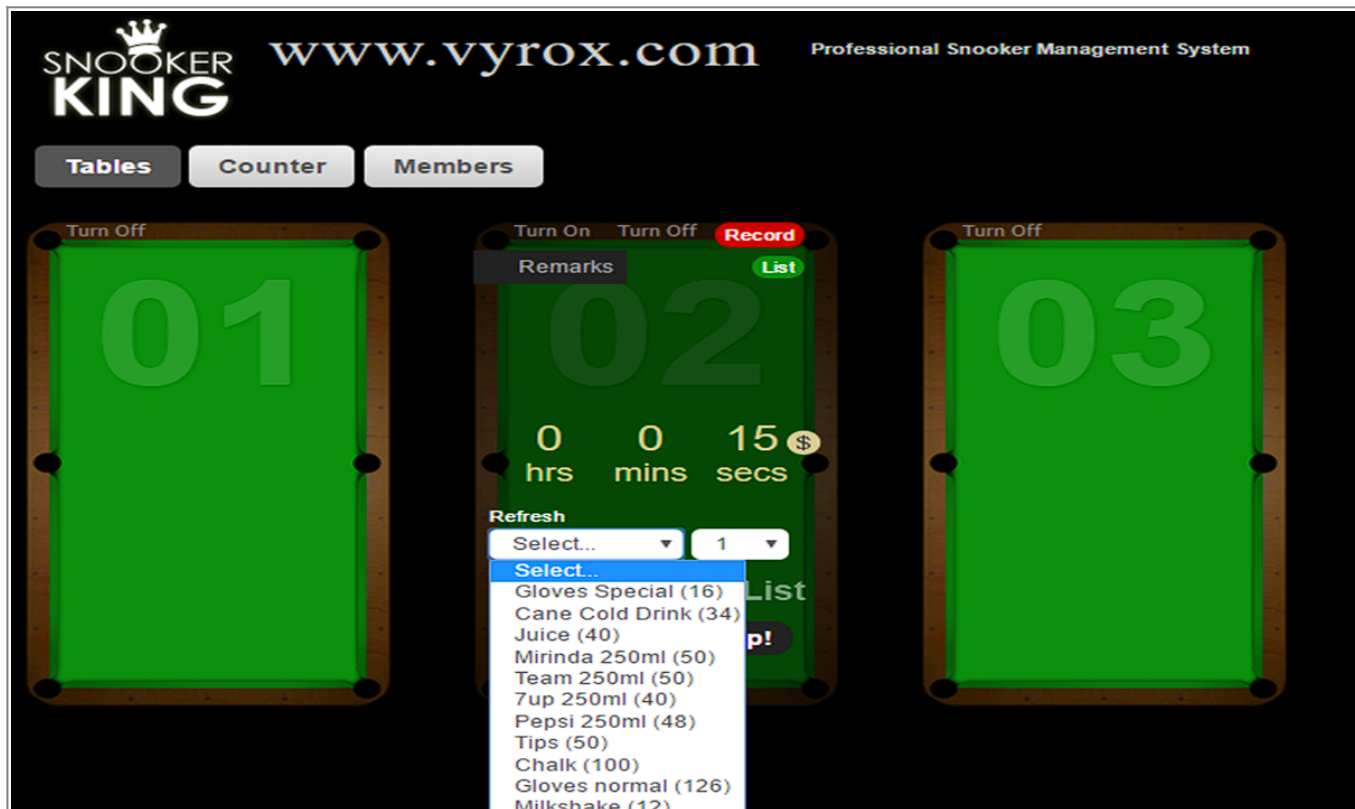 SNOOKER
KING
www.vyrox.com
Professional Snooker Management System
Tables
Counter
Members
Turn Off
01
Turn On Turn Off Record
Remarks List
02
0 0 15 $
hrs mins secs
Refresh
Select... 1
Select...
Gloves Special (16)
Cane Cold Drink (34)
Juice (40)
Mirinda 250ml (50)
Team 250ml (50)
7up 250ml (40)
Pepsi 250ml (48)
Tips (50)
Chalk (100)
Gloves normal (126)
Milkshake (12)
List
p!
Turn Off
03